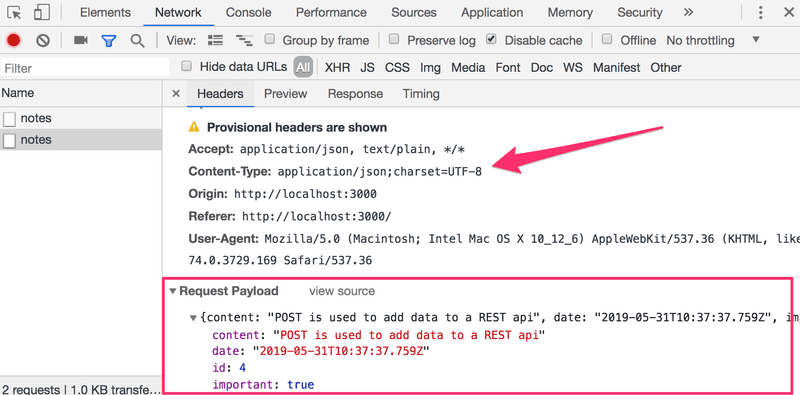 Elements Network Console Performance Sources Application Memory Security »
View: Group by frame Preserve log Disable cache Offline No throttling
Filter Hide data URLs All XHR JS CSS Img Media Font Doc WS Manifest Other
Name × Headers Preview Response Timing
notes
notes
Provisional headers are shown
Accept: application/json, text/plain, */*
Content-Type: application/json;charset=UTF-8
Origin: http://localhost:3000
Referer: http://localhost:3000/
User-Agent: Mozilla/5.0 (Macintosh; Intel Mac OS X 10_12_6) AppleWebKit/537.36 (KHTML, lik
74.0.3729.169 Safari/537.36
Request Payload view source
{content: "POST is used to add data to a REST api", date: "2019-05-31T10:37:37.759Z", im
content: "POST is used to add data to a REST api"
date: "2019-05-31T10:37:37.759Z"
id: 4
important: true
2 requests | 1.0 KB transfe...